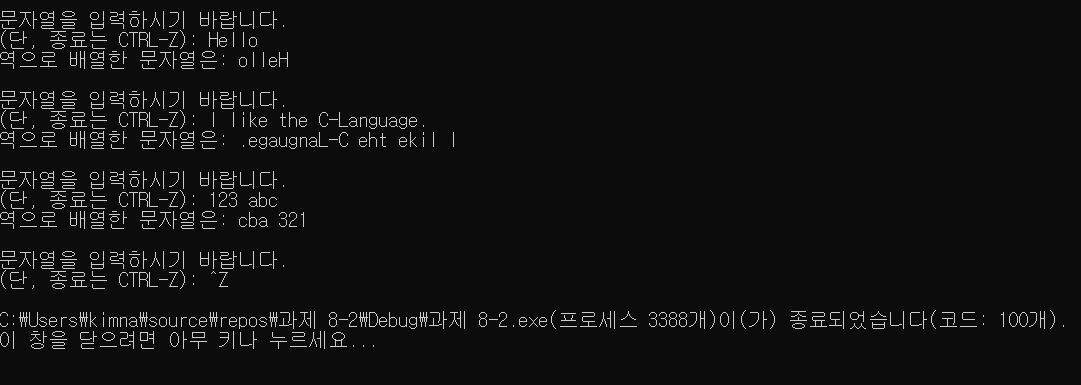 문자열을 입력하시기 바랍니다.
(단, 종료는 CTRL-Z): Hello
역으로 배열한 문자열은: olleH
문자열을 입력하시기 바랍니다.
(단, 종료는 CTRL-Z): I like the C-Language.
역으로 배열한 문자열은: .egaugnaL-C eht ekil I
문자열을 입력하시기 바랍니다.
(단, 종료는 CTRL-Z): 123 abc
역으로 배열한 문자열은: cba 321
문자열을 입력하시기 바랍니다.
(단, 종료는 CTRL-Z): ^Z
C:₩Users₩kimna₩source₩repos₩과제 8-2₩Debug₩과제 8-2.exe(프로세스 3388개)이(가) 종료되었습니다(코드: 100개).
이 창을 닫으려면 아무 키나 누르세요...